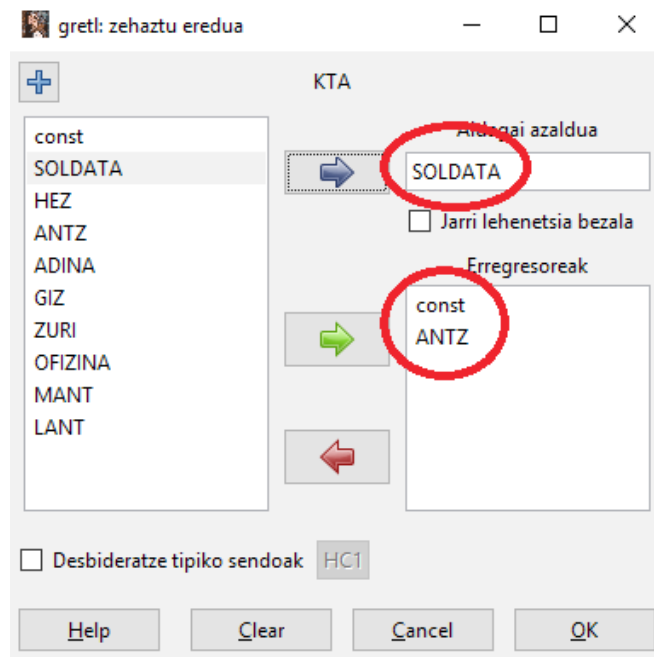 gretl: zehaztu eredua
KTA
const
SOLDATA
HEZ
ANTZ
ADINA
GIZ
ZURI
OFIZINA
MANT
LANT
Aldagai azaldua
SOLDATA
Jarri lehenetsia bezala
Erregresoreak
const
ANTZ
Desbideratze tipiko sendoak HC1
Help Clear Cancel OK